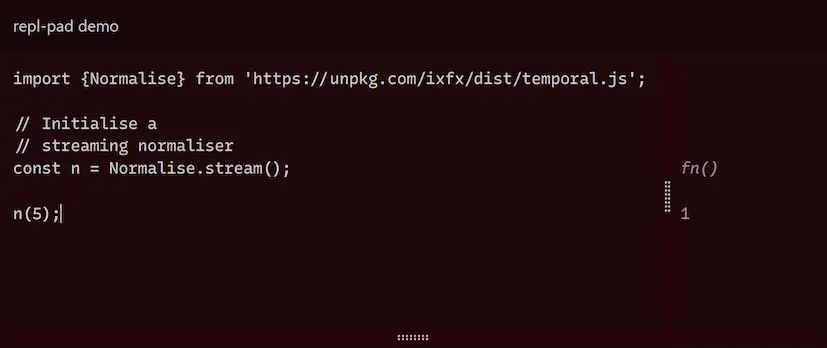 repl-pad demo
import {Normalise} from 'https://unpkg.com/ixfx/dist/temporal.js';
// Initialise a
// streaming normaliser
const n = Normalise.stream();
fn()
n(5);
1